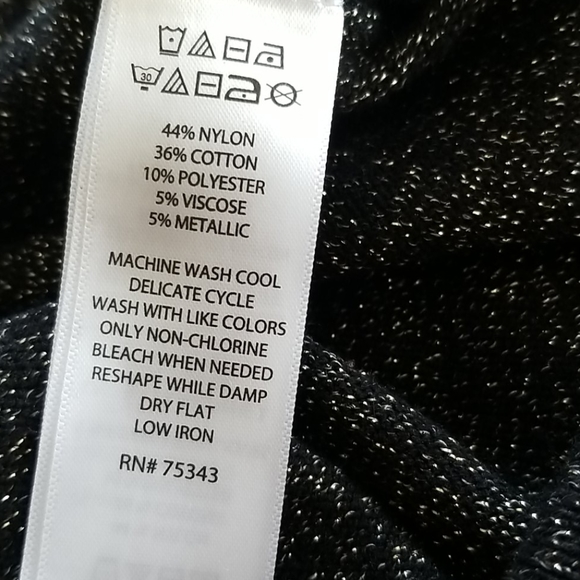 30
44% NYLON
36% COTTON
10% POLYESTER
5% VISCOSE
5% METALLIC
MACHINE WASH COOL
DELICATE CYCLE
WASH WITH LIKE COLORS
ONLY NON-CHLORINE
BLEACH WHEN NEEDED
RESHAPE WHILE DAMP
DRY FLAT
LOW IRON
RN# 75343